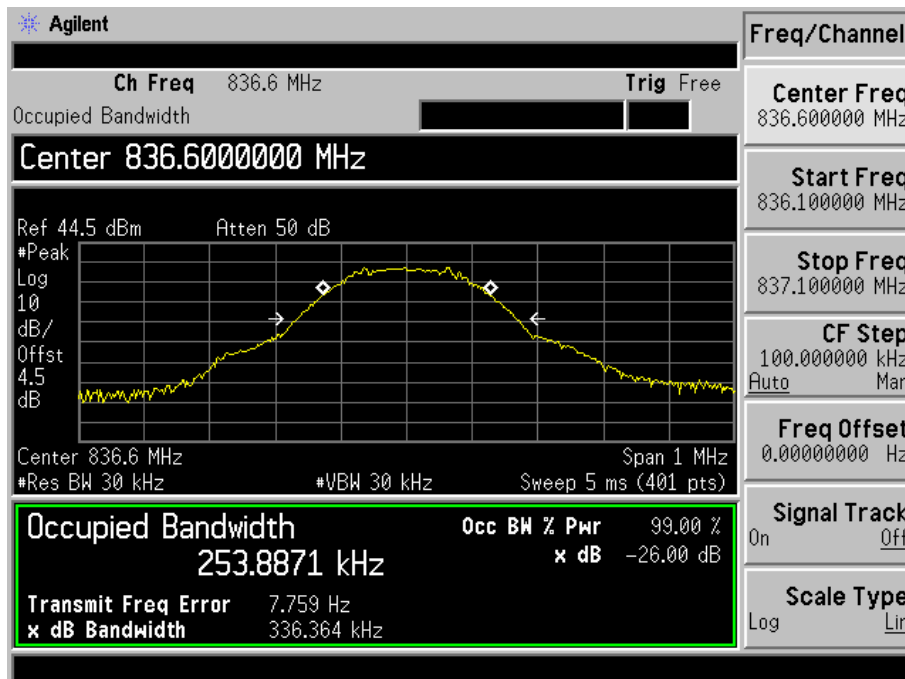 Agilent
Ch Freq 836.6 MHz Trig Free
Occupied Bandwidth
Center 836.6000000 MHz
Ref 44.5 dBm Atten 50 dB
#Peak
Log
10
dB/
Offst
4.5
dB
Center 836.6 MHz Span 1 MHz
#Res BW 30 kHz #VBW 30 kHz Sweep 5 ms (401 pts)
Occupied Bandwidth Occ BW % Pwr 99.00 %
253.8871 kHz x dB -26.00 dB
Transmit Freq Error 7.759 Hz
x dB Bandwidth 336.364 kHz
Freq/Channel
Center Freq
836.600000 MHz
Start Freq
836.100000 MHz
Stop Freq
837.100000 MHz
CF Step
100.000000 kHz
Auto Man
Freq Offset
0.00000000 Hz
Signal Track
On Off
Scale Type
Log Lin